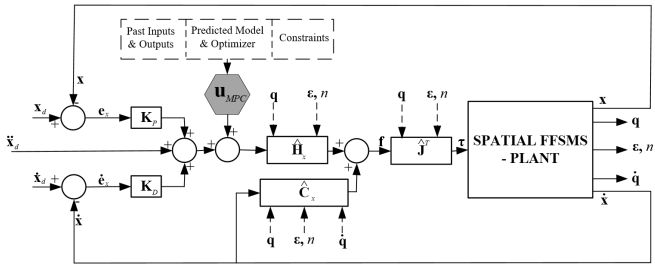 Past Inputs & Outputs
Predicted Model & Optimizer
Constraints
x
-
u_MPC
x_d
+
e_x
K_P
q
ε, n
q
ε, n
x
q
ẍ_d
+
+
+
+
+
Ĥ_x
+
+
f
Ĵ^T
τ
SPATIAL FFSMS
- PLANT
ε, n
ẋ_d
+
ė_x
K_D
Ĉ_x
q̇
-
ẋ
ẋ
q
ε, n
q̇